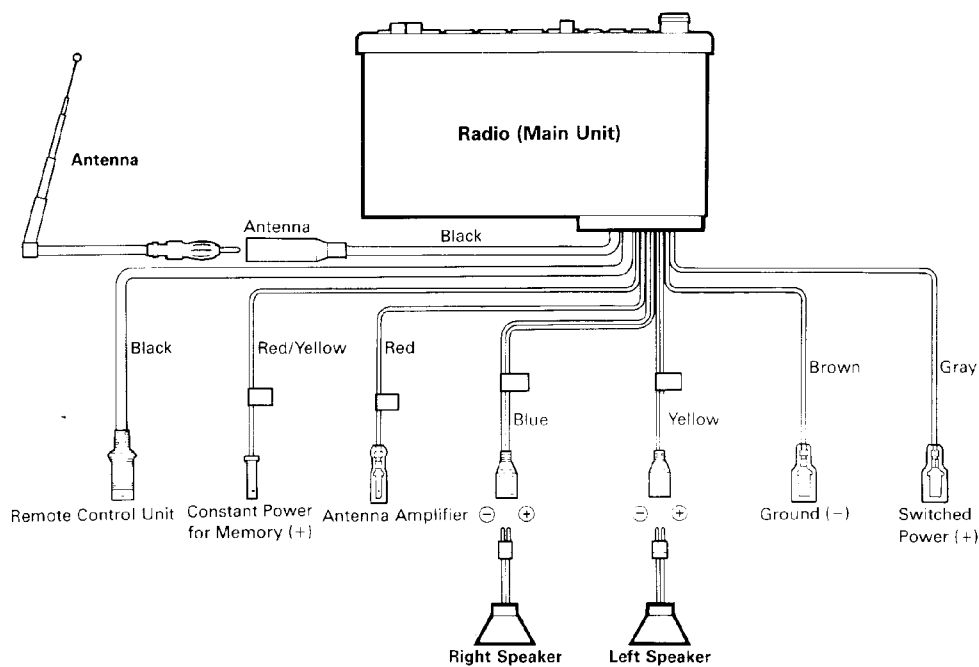 Radio (Main Unit)
Antenna
Antenna
Black
Black
Red/Yellow
Red
Blue
Yellow
Brown
Gray
Remote Control Unit
Constant Power
for Memory (+)
Antenna Amplifier
⊖ ⊕
⊖ ⊕
Ground (−)
Switched
Power (+)
Right Speaker
Left Speaker